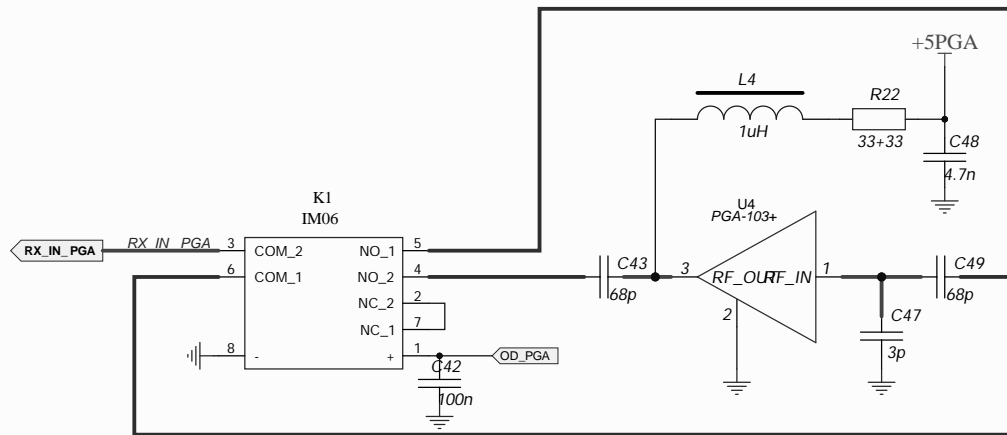 +5PGA
L4
R22
1uH
33+33
C48
4.7n
K1
IM06
U4
PGA-103+
RX_IN_PGA
RX_IN_PGA
3
COM_2
NO_1
5
6
COM_1
NO_2
4
C43
68p
3
RF_OUT
RF_IN
1
C49
68p
NC_2
2
2
C47
NC_1
7
3p
8
-
+
1
OD_PGA
C42
100n